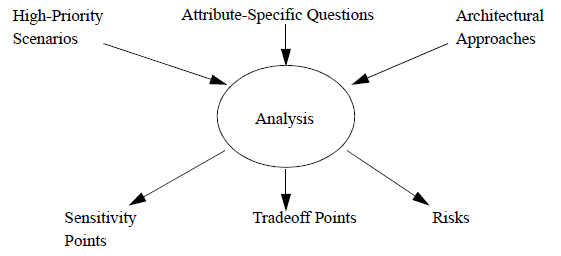 High-Priority
Scenarios
Attribute-Specific Questions
Architectural
Approaches
Analysis
Sensitivity
Points
Tradeoff Points
Risks